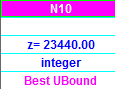 N10
z= 23440.00
integer
Best UBound